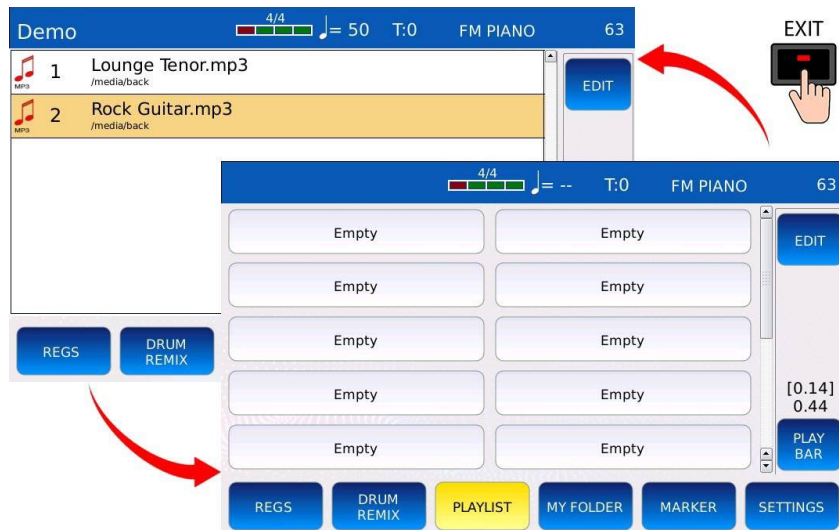 Demo
4/4
= 50
T:0
FM PIANO
63
EXIT
MP3
1
Lounge Tenor.mp3
/media/back
EDIT
MP3
2
Rock Guitar.mp3
/media/back
REGS
DRUM
REMIX
4/4
= --
T:0
FM PIANO
63
Empty
Empty
EDIT
Empty
Empty
Empty
Empty
Empty
Empty
[0.14]
0.44
Empty
Empty
PLAY
BAR
REGS
DRUM
REMIX
PLAYLIST
MY FOLDER
MARKER
SETTINGS